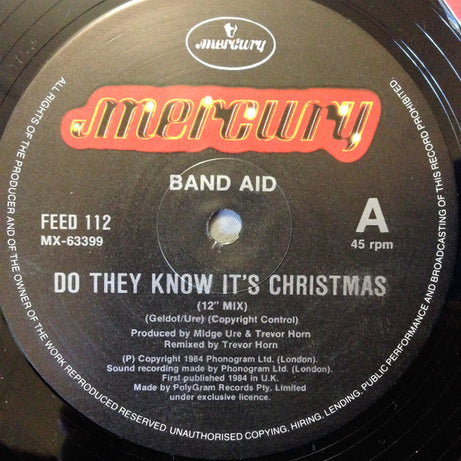 mercury
mercury
BAND AID
FEED 112
MX-63399
A
45 rpm
DO THEY KNOW IT'S CHRISTMAS
(12" MIX)
(Geldof/Ure) (Copyright Control)
Produced by Midge Ure & Trevor Horn
Remixed by Trevor Horn
(P) Copyright 1984 Phonogram Ltd. (London).
Sound recording made by Phonogram Ltd. (London).
First published 1984 in U.K.
Made by PolyGram Records Pty. Limited
under exclusive licence.
ALL RIGHTS OF THE PRODUCER AND OF THE OWNER OF THE WORK REPRODUCED RESERVED. UNAUTHORISED COPYING, HIRING, LENDING, PUBLIC PERFORMANCE AND BROADCASTING OF THIS RECORD PROHIBITED